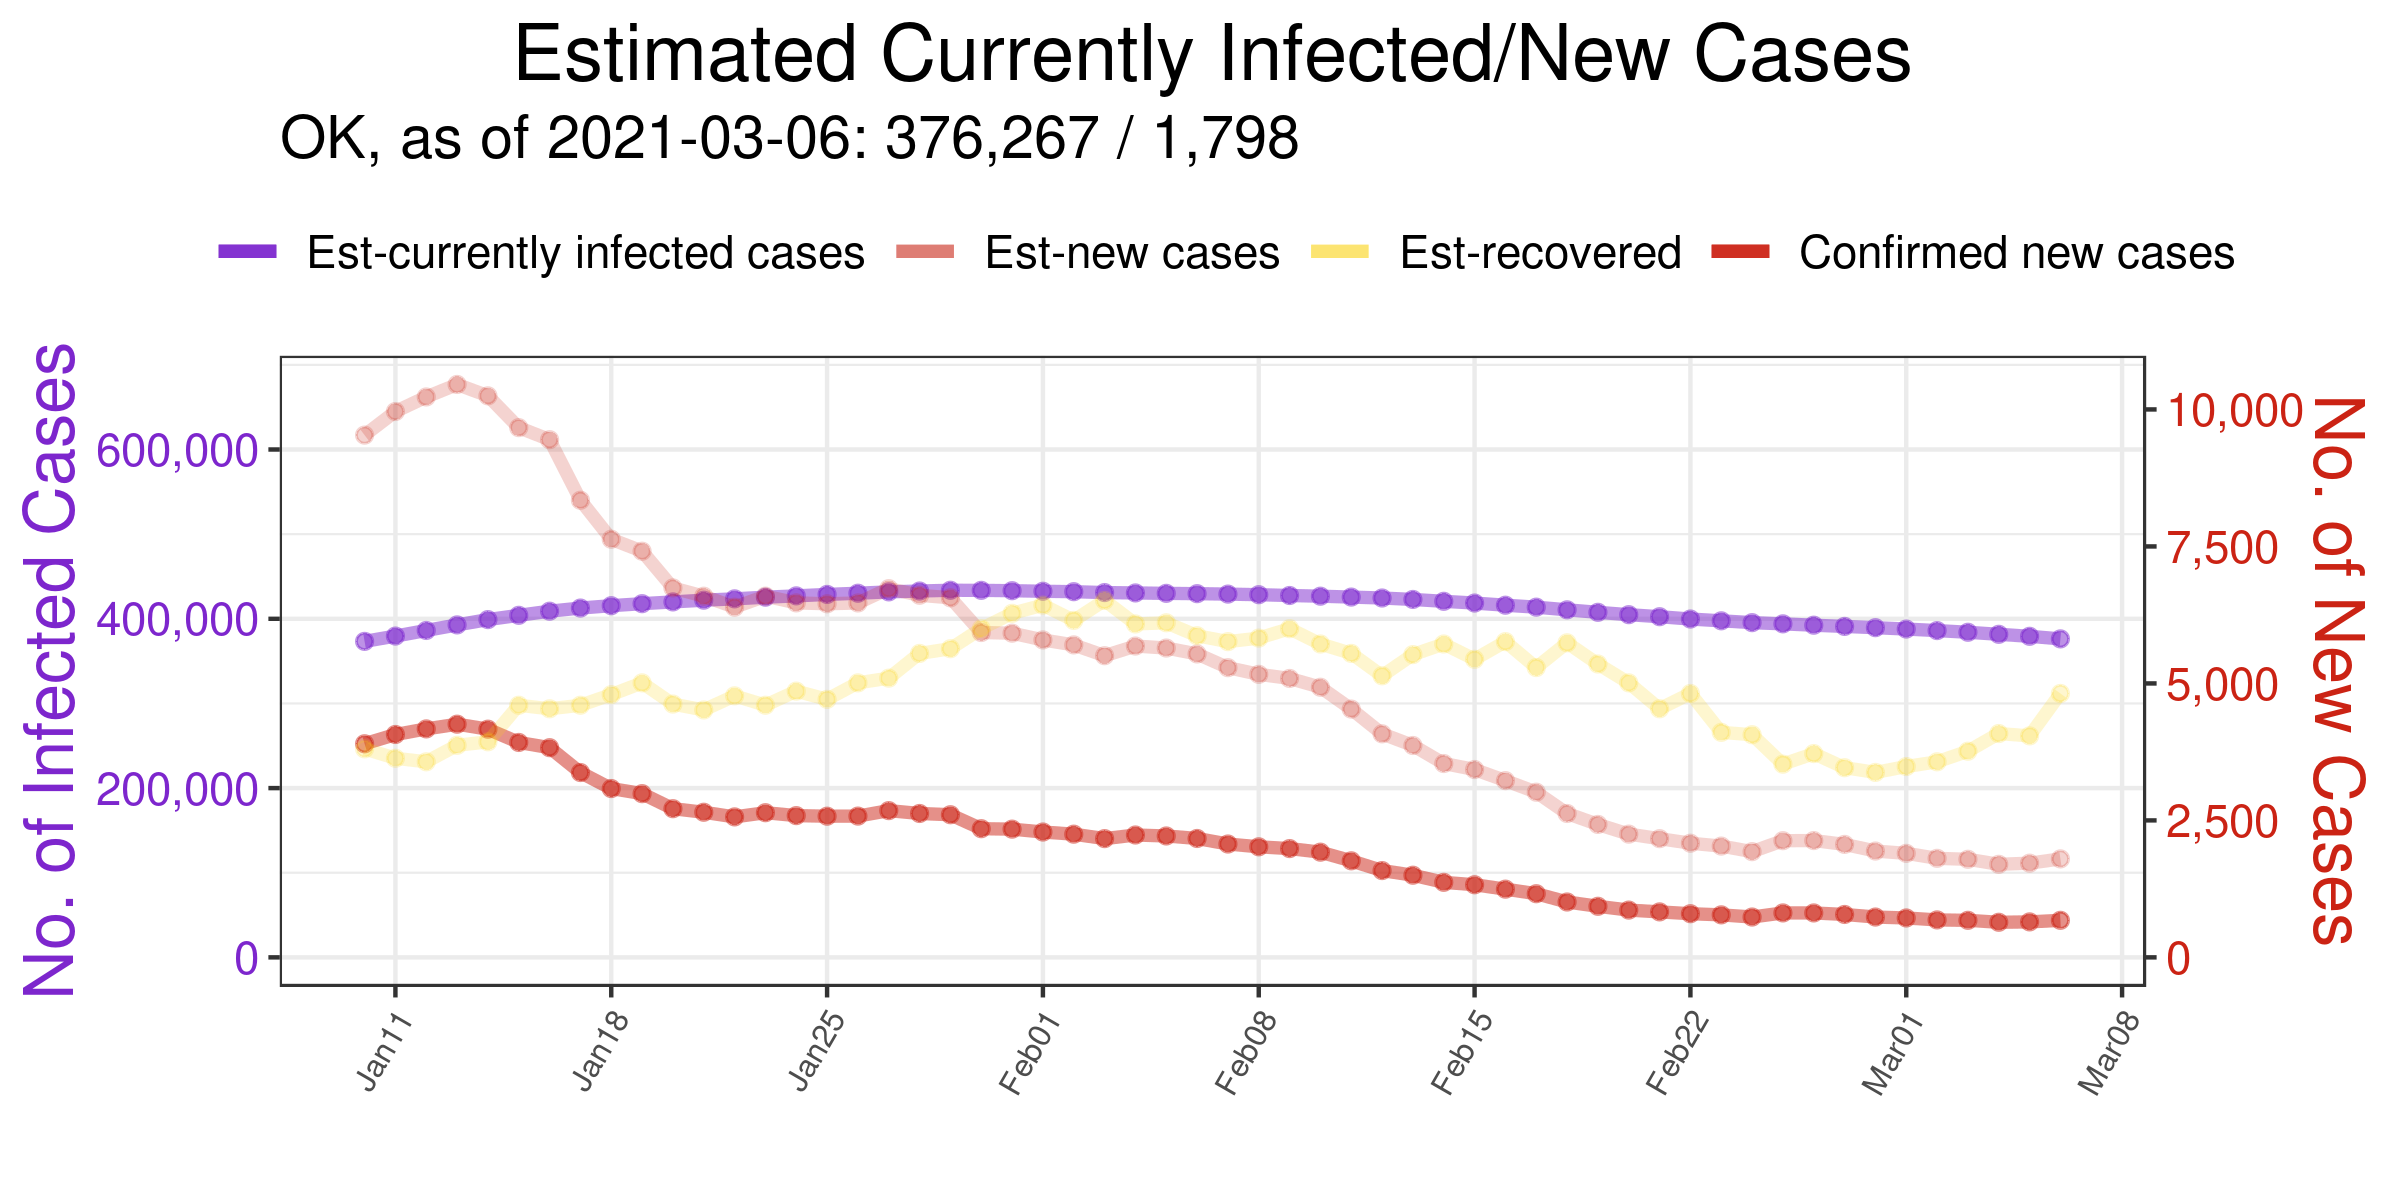 Estimated Currently Infected/New Cases
OK, as of 2021-03-06: 376,267 / 1,798
Est-currently infected cases Est-new cases Est-recovered Confirmed new cases
No. of Infected Cases
600,000
400,000
200,000
0
10,000
7,500
5,000
2,500
0
No. of New Cases
Jan11 Jan18 Jan25 Feb01 Feb08 Feb15 Feb22 Mar01 Mar08